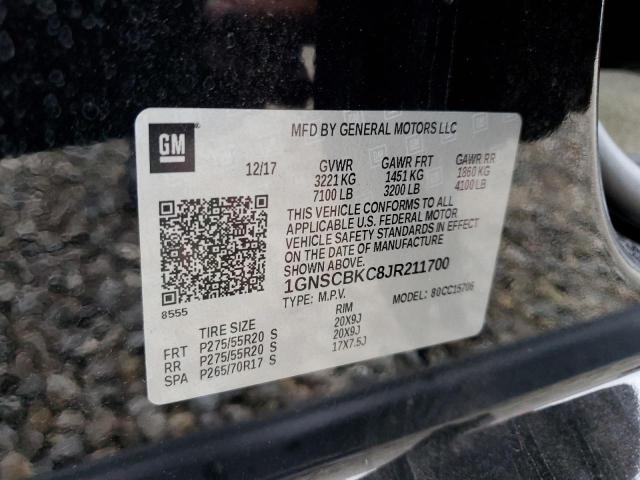 GM
MFD BY GENERAL MOTORS LLC
12/17 GVWR GAWR FRT GAWR RR
3221 KG 1451 KG 1860 KG
7100 LB 3200 LB 4100 LB
THIS VEHICLE CONFORMS TO ALL
APPLICABLE U.S. FEDERAL MOTOR
VEHICLE SAFETY STANDARDS IN EFFECT
ON THE DATE OF MANUFACTURE
SHOWN ABOVE.
1GNSCBKC8JR211700
8555 TYPE: M.P.V. MODEL: 80CC15706
TIRE SIZE RIM
FRT P275/55R20 S 20X9J
RR P275/55R20 S 20X9J
SPA P265/70R17 S 17X7.5J